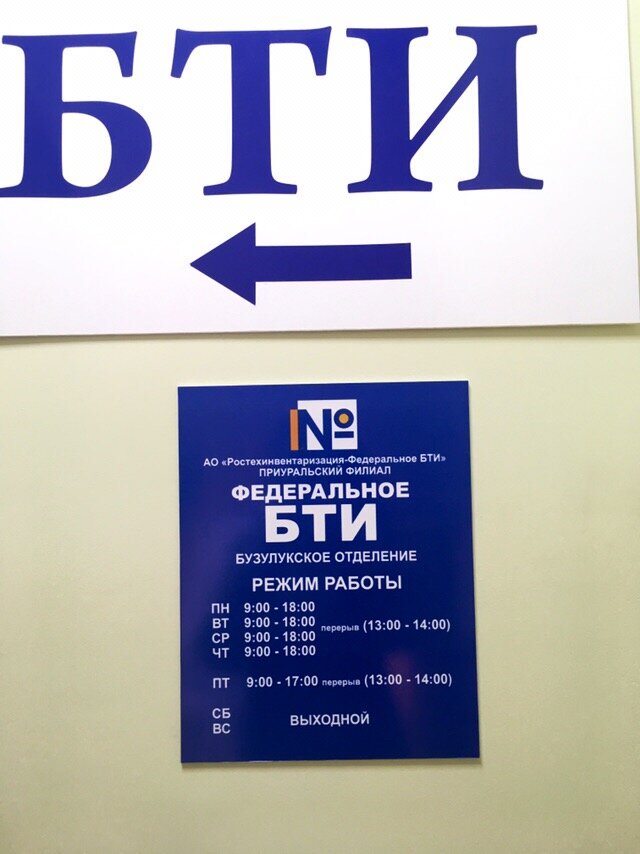 БТИ
№
АО «Ростехинвентаризация-Федеральное БТИ»
ПРИУРАЛЬСКИЙ ФИЛИАЛ
ФЕДЕРАЛЬНОЕ
БТИ
БУЗУЛУКСКОЕ ОТДЕЛЕНИЕ
РЕЖИМ РАБОТЫ
ПН 9:00 - 18:00
ВТ 9:00 - 18:00 перерыв (13:00 - 14:00)
СР 9:00 - 18:00
ЧТ 9:00 - 18:00
ПТ 9:00 - 17:00 перерыв (13:00 - 14:00)
СБ
ВЫХОДНОЙ
ВС